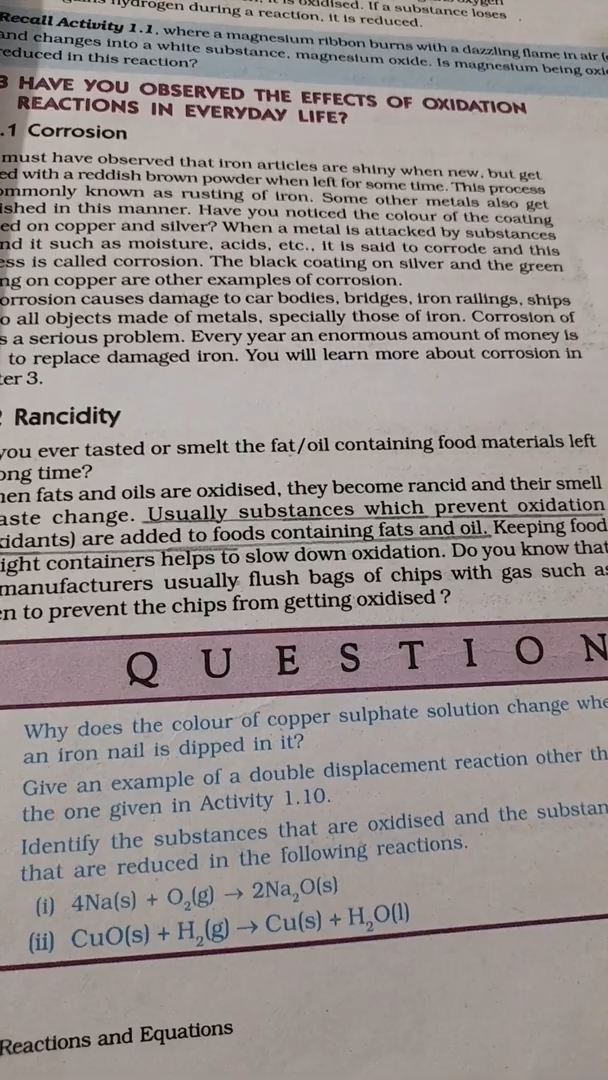 hydrogen during a reaction, it is reduced.
is oxidised. If a substance loses
Recall Activity 1.1, where a magnesium ribbon burns with a dazzling flame in air
and changes into a white substance, magnesium oxide. Is magnesium being
reduced in this reaction?
3 HAVE YOU OBSERVED THE EFFECTS OF OXIDATION
REACTIONS IN EVERYDAY LIFE?
.1 Corrosion
must have observed that iron articles are shiny when new, but get
ed with a reddish brown powder when left for some time. This process
ommonly known as rusting of iron. Some other metals also get
ished in this manner. Have you noticed the colour of the coating
ed on copper and silver? When a metal is attacked by substances
nd it such as moisture, acids, etc., it is said to corrode and this
ess is called corrosion. The black coating on silver and the green
ng on copper are other examples of corrosion.
orrosion causes damage to car bodies, bridges, iron railings, ships
o all objects made of metals, specially those of iron. Corrosion of
s a serious problem. Every year an enormous amount of money is
to replace damaged iron. You will learn more about corrosion in
ter 3.
Rancidity
you ever tasted or smelt the fat/oil containing food materials left
ong time?
hen fats and oils are oxidised, they become rancid and their smell
aste change. Usually substances which prevent oxidation
xidants) are added to foods containing fats and oil. Keeping food
ight containers helps to slow down oxidation. Do you know that
manufacturers usually flush bags of chips with gas such as
en to prevent the chips from getting oxidised ?
Q U E S T I O N
Why does the colour of copper sulphate solution change whe
an iron nail is dipped in it?
Give an example of a double displacement reaction other th
the one given in Activity 1.10.
Identify the substances that are oxidised and the substan
that are reduced in the following reactions.
(i) 4Na(s) + O₂(g) → 2Na₂O(s)
(ii) CuO(s) + H₂(g) → Cu(s) + H₂O(l)
Reactions and Equations